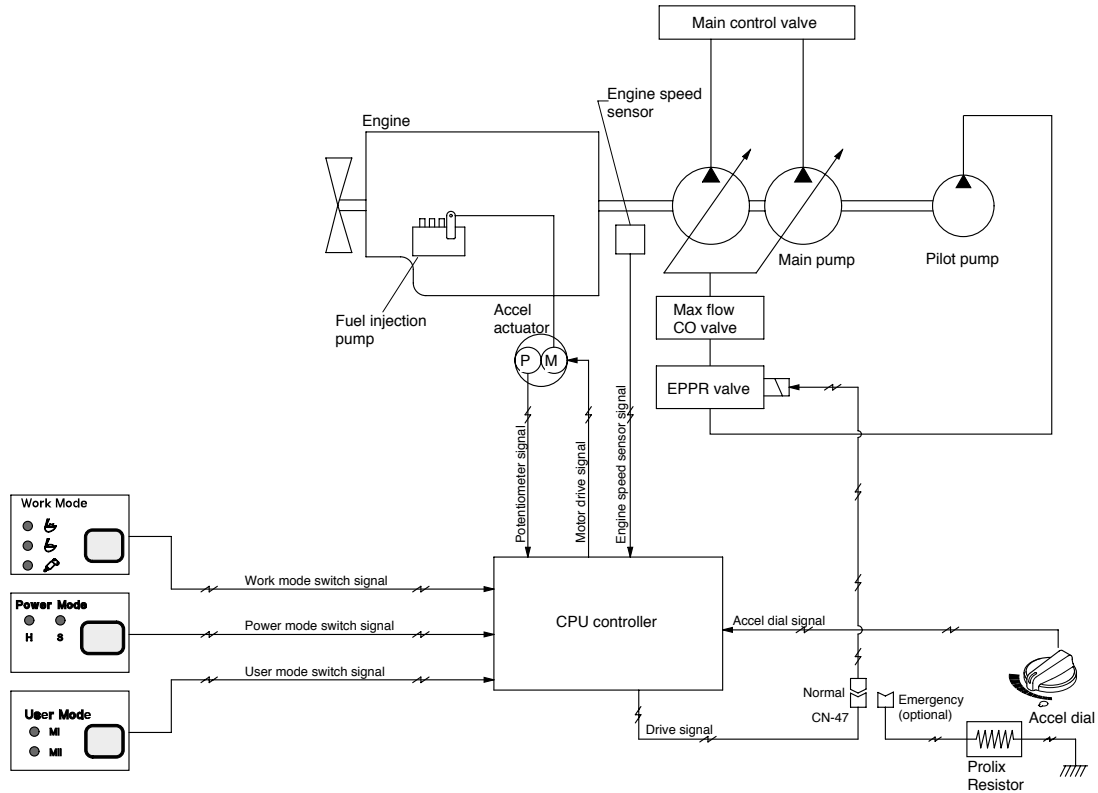 Main control valve
Engine speed
sensor
Engine
Main pump
Pilot pump
Fuel injection
pump
Accel
actuator
P M
Max flow
CO valve
EPPR valve
Potentiometer signal
Motor drive signal
Engine speed sensor signal
Work Mode
Work mode switch signal
Power Mode
H S
Power mode switch signal
CPU controller
Accel dial signal
User mode switch signal
User Mode
MI
MII
Normal
CN-47
Emergency
(optional)
Accel dial
Drive signal
Prolix
Resistor